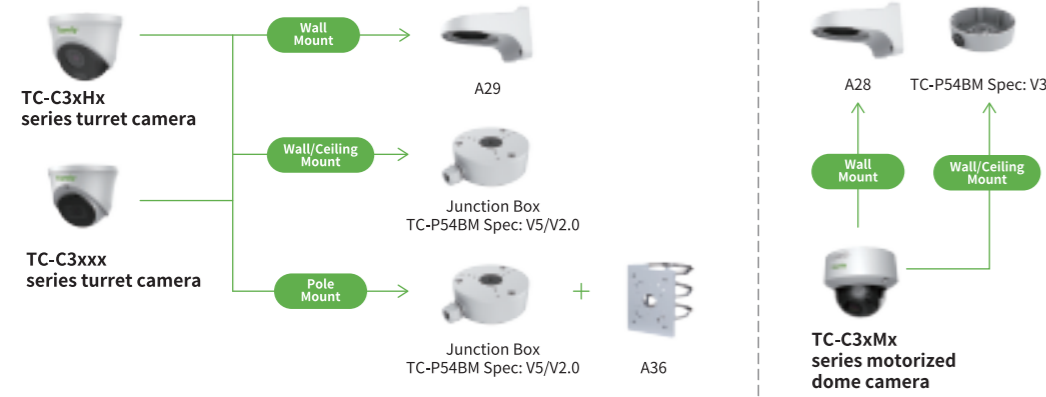 TC-C3xHx
series turret camera
TC-C3xxx
series turret camera
Wall
Mount
A29
Wall/Ceiling
Mount
Junction Box
TC-P54BM Spec: V5/V2.0
Pole
Mount
Junction Box
TC-P54BM Spec: V5/V2.0
+
A36
A28
TC-P54BM Spec: V3
Wall
Mount
Wall/Ceiling
Mount
TC-C3xMx
series motorized
dome camera